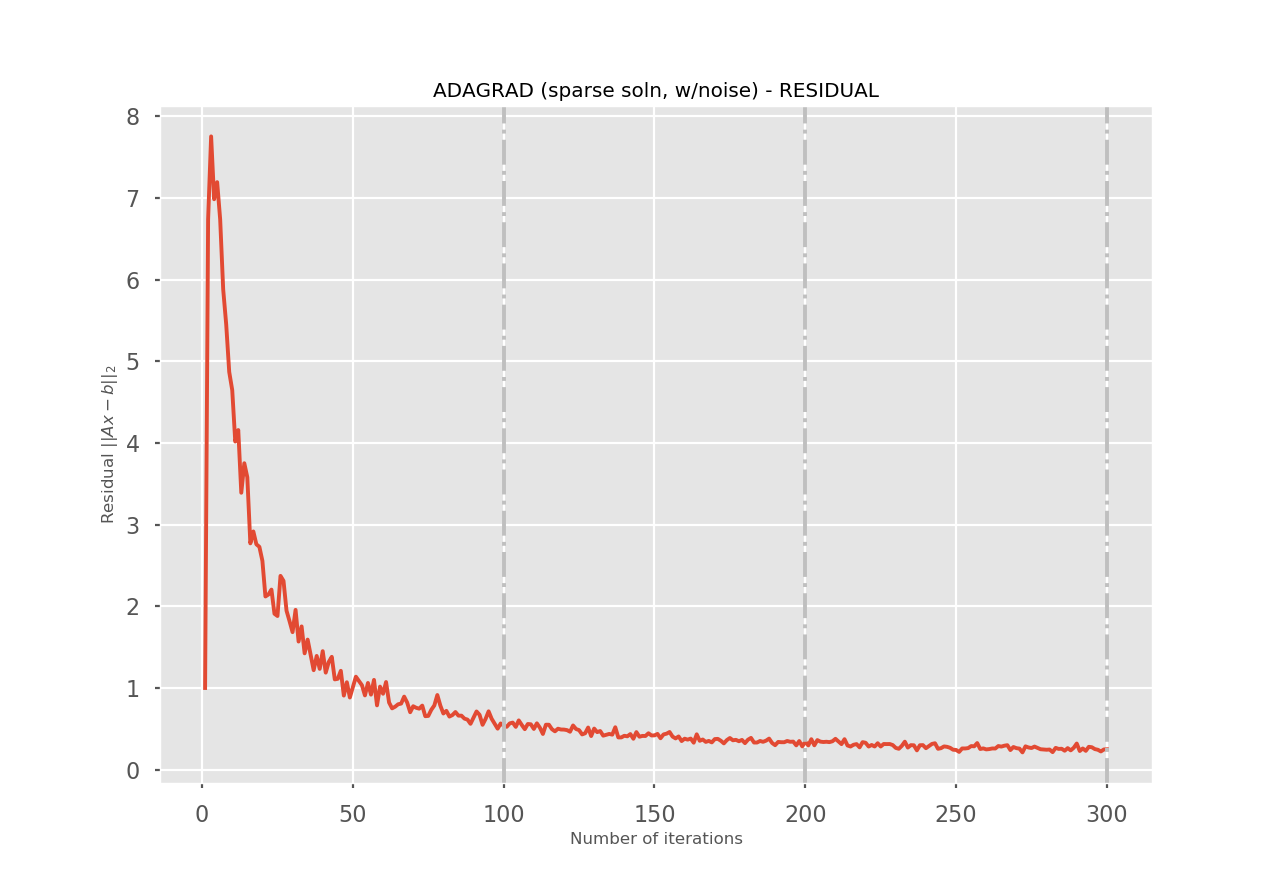 ADAGRAD (sparse soln, w/noise) - RESIDUAL
8
7
6
5
4
3
2
1
0
Residual ||Ax − b||₂
0 50 100 150 200 250 300
Number of iterations